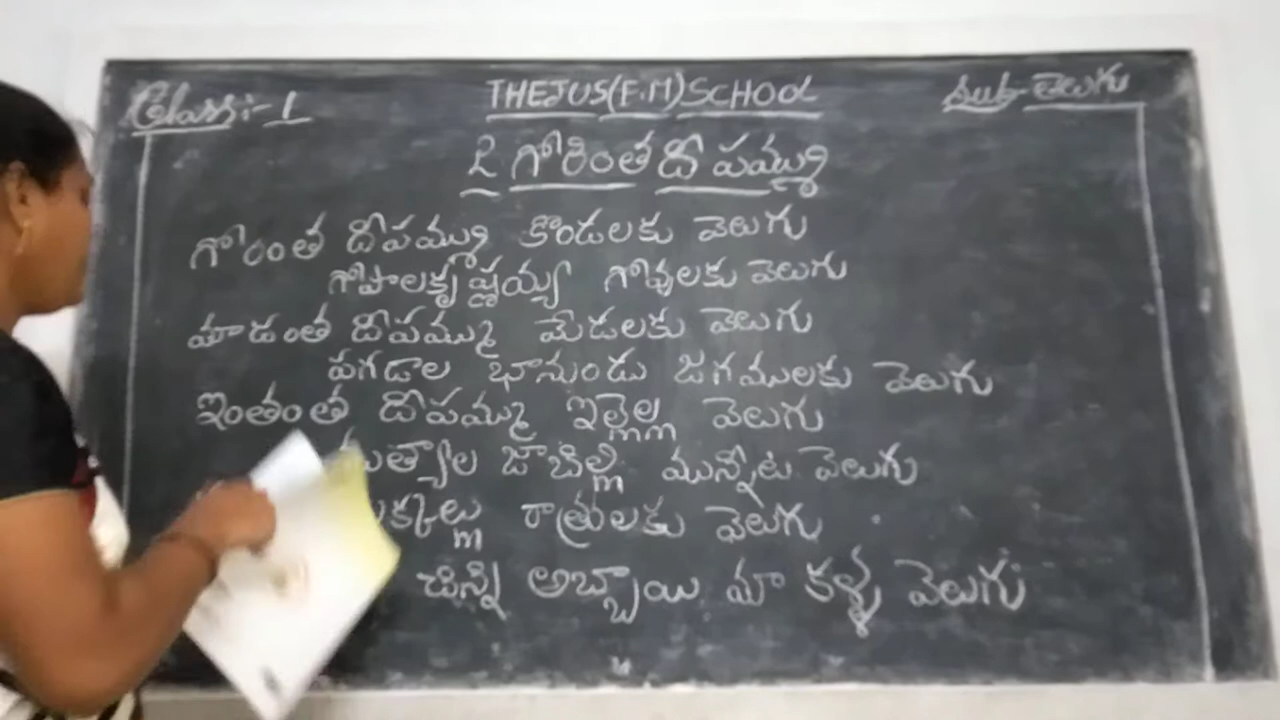 Class:- 1
THEJUS(E.M)SCHOOL
Sub- తెలుగు
2 గోరింత దీపమ్ము
గోరంత దీపమ్ము కొండలకు వెలుగు
గోపాలకృష్ణయ్య గోవులకు వెలుగు
మాడంత దీపమ్ము మేడలకు వెలుగు
పగడాల భానుండు జగములకు వెలుగు
ఇంతంత దీపమ్ము ఇల్లెల్ల వెలుగు
జాబిల్లి మున్నీట వెలుగు
రాత్రులకు వెలుగు
చిన్ని అబ్బాయి మా కళ్ళ వెలుగు